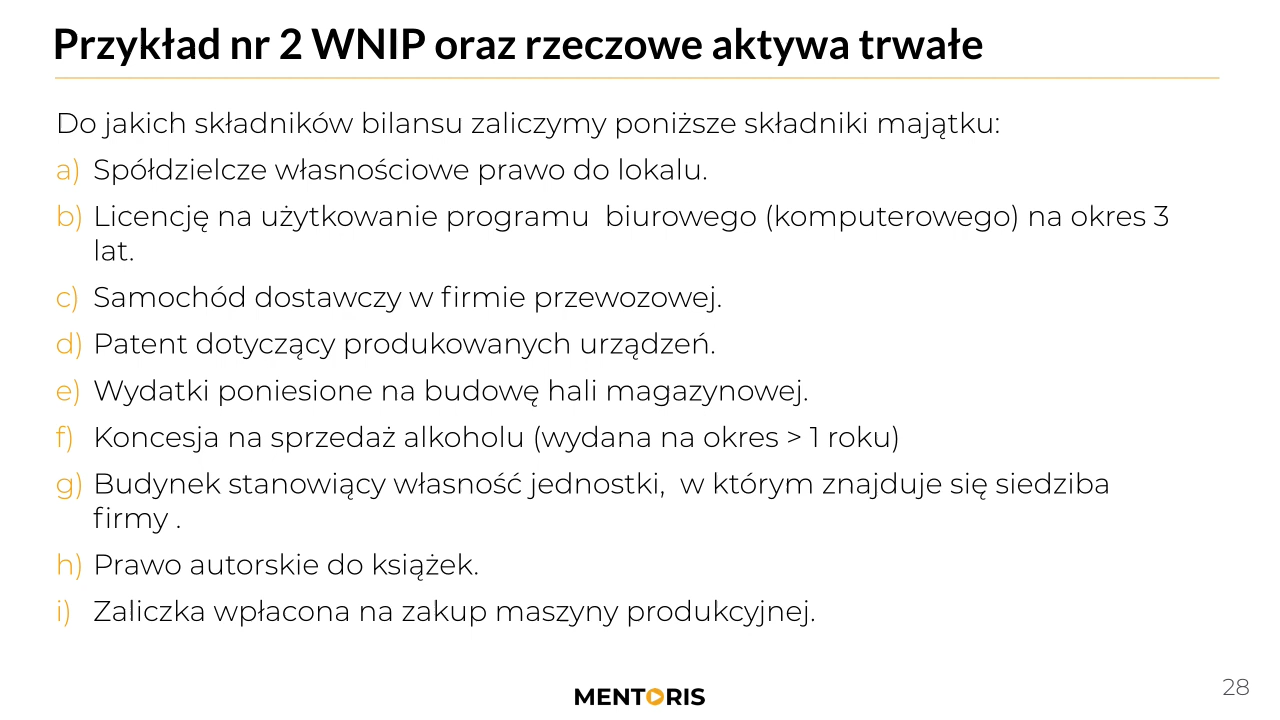 Przykład nr 2 WNIP oraz rzeczowe aktywa trwałe
Do jakich składników bilansu zaliczymy poniższe składniki majątku:
a) Spółdzielcze własnościowe prawo do lokalu.
b) Licencję na użytkowanie programu  biurowego (komputerowego) na okres 3
lat.
c) Samochód dostawczy w firmie przewozowej.
d) Patent dotyczący produkowanych urządzeń.
e) Wydatki poniesione na budowę hali magazynowej.
f) Koncesja na sprzedaż alkoholu (wydana na okres > 1 roku)
g) Budynek stanowiący własność jednostki,  w którym znajduje się siedziba
firmy .
h) Prawo autorskie do książek.
i) Zaliczka wpłacona na zakup maszyny produkcyjnej.
MENTORIS
28